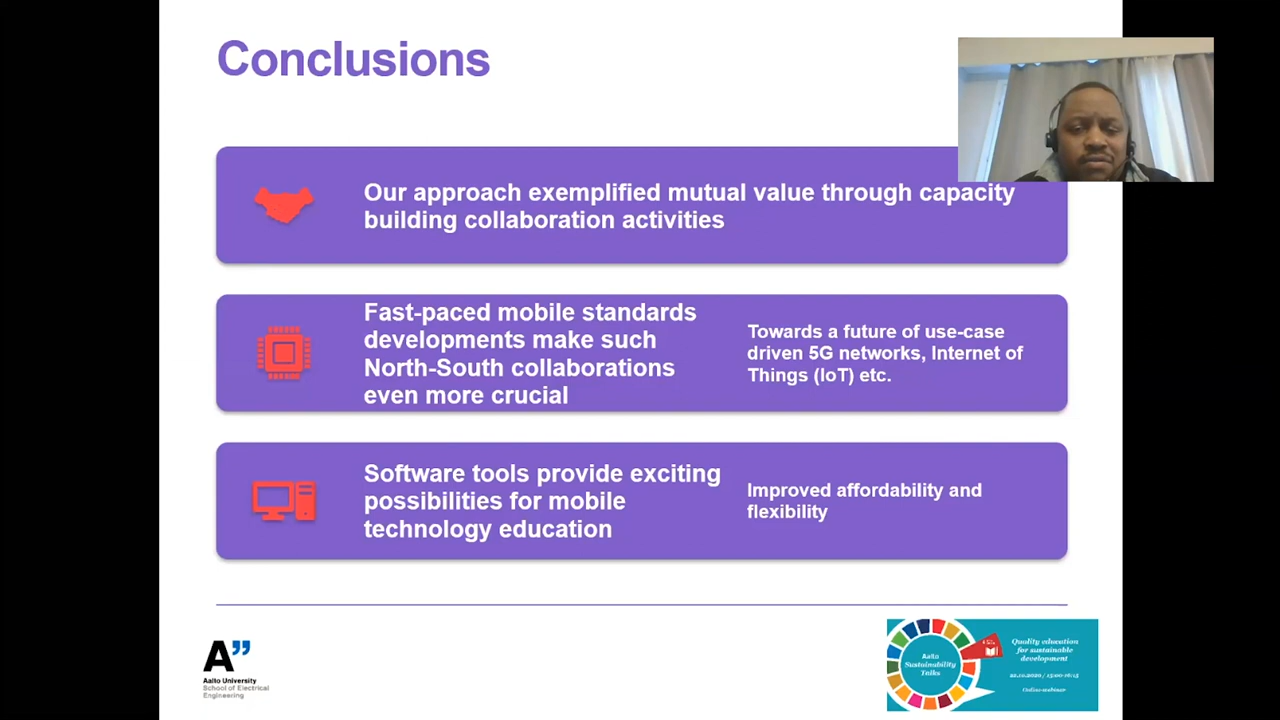 Conclusions
Our approach exemplified mutual value through capacity
building collaboration activities
Fast-paced mobile standards
developments make such
North-South collaborations
even more crucial
Towards a future of use-case
driven 5G networks, Internet of
Things (IoT) etc.
Software tools provide exciting
possibilities for mobile
technology education
Improved affordability and
flexibility
A”
Aalto University
School of Electrical
Engineering
Aalto
Sustainability
Talks
Quality education
for sustainable
development
22.10.2020 / 15:00-16:15
Online webinar